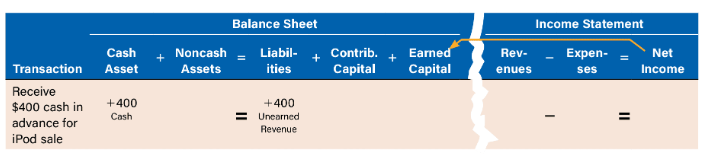 Balance Sheet Income Statement
Cash Noncash Liabil- Contrib. Earned Rev- Expen- Net
Transaction Asset + Assets = ities + Capital + Capital enues − ses = Income
Receive
$400 cash in +400 +400
advance for Cash = Unearned − =
iPod sale Revenue